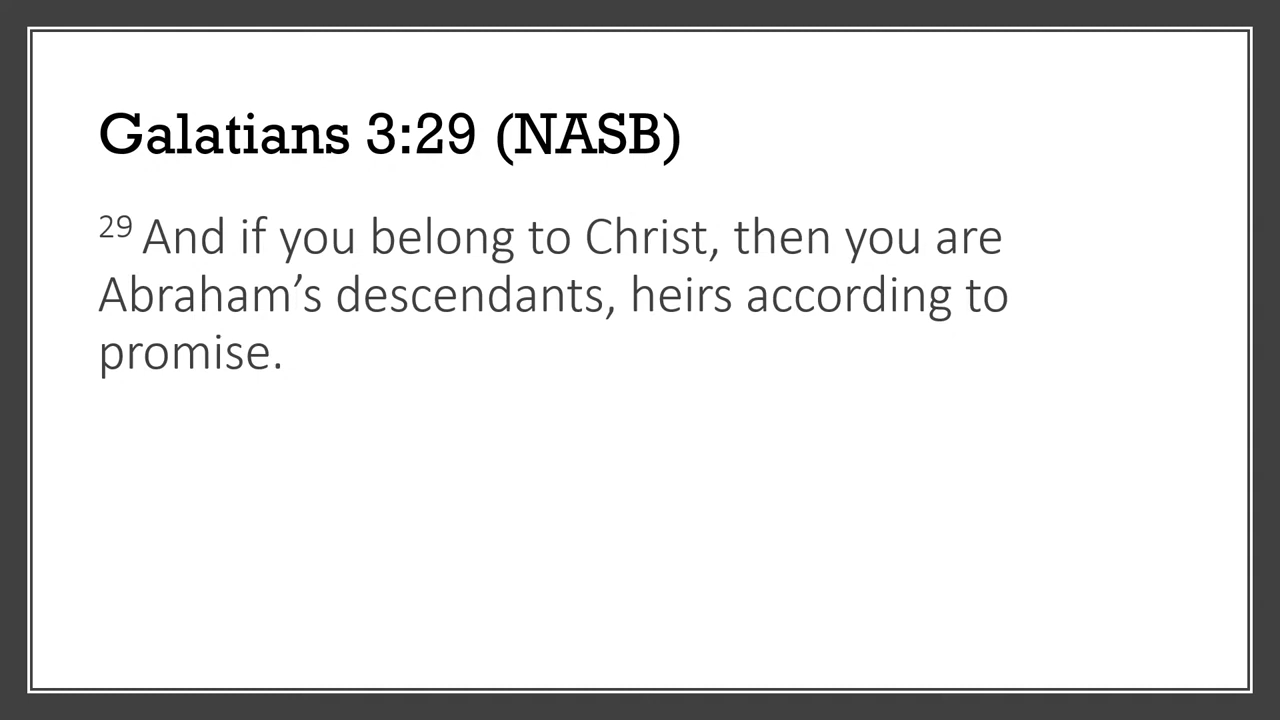 Galatians 3:29 (NASB)
29 And if you belong to Christ, then you are
Abraham’s descendants, heirs according to
promise.